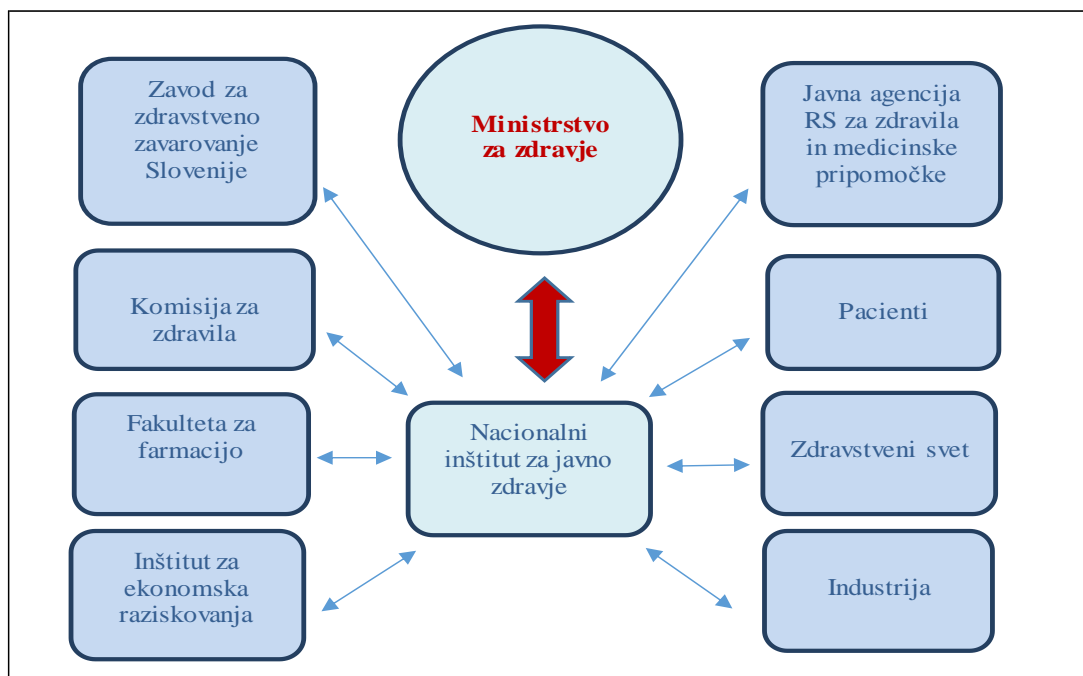 Zavod za
zdravstveno
zavarovanje
Slovenije
Ministrstvo
za zdravje
Javna agencija
RS za zdravila
in medicinske
pripomočke
Komisija za
zdravila
Pacienti
Fakulteta za
farmacijo
Nacionalni
inštitut za javno
zdravje
Zdravstveni svet
Inštitut za
ekonomska
raziskovanja
Industrija